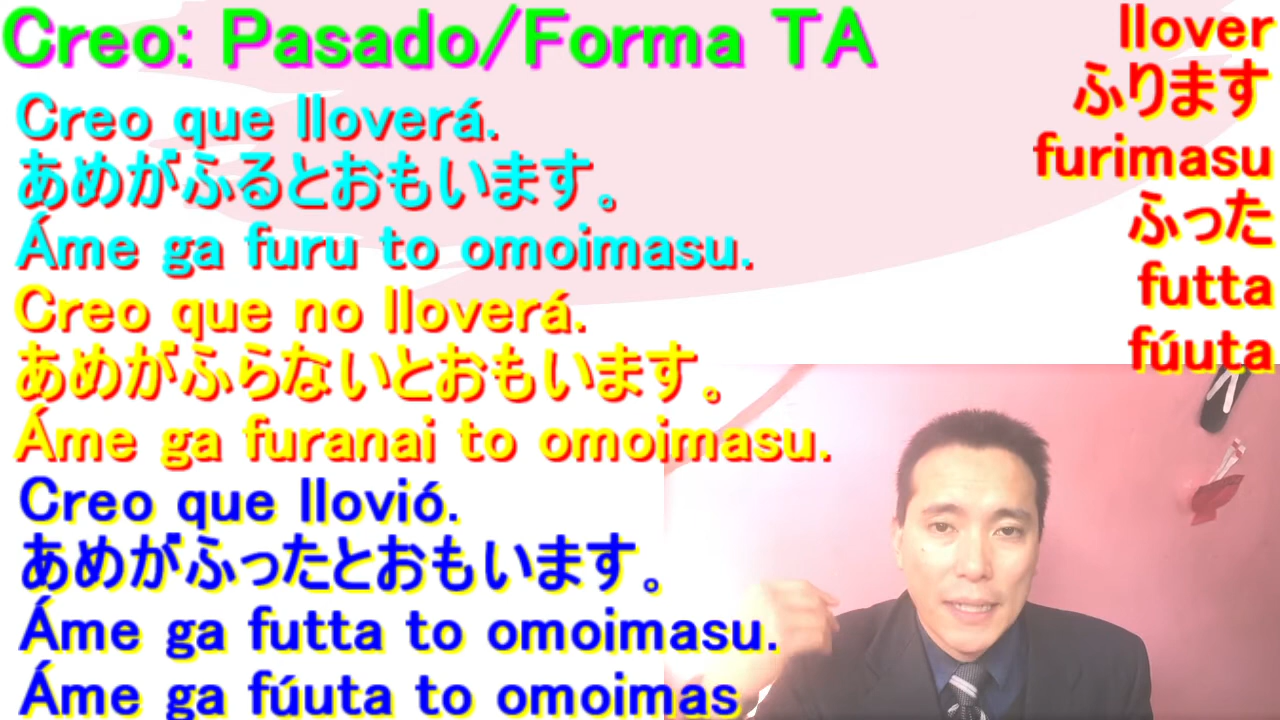 Creo: Pasado/Forma TA
Creo que lloverá.
あめがふるとおもいます。
Áme ga furu to omoimasu.
Creo que no lloverá.
あめがふらないとおもいます。
Áme ga furanai to omoimasu.
Creo que llovió.
あめがふったとおもいます。
Áme ga futta to omoimasu.
Áme ga fúuta to omoimas
llover
ふります
furimasu
ふった
futta
fúuta